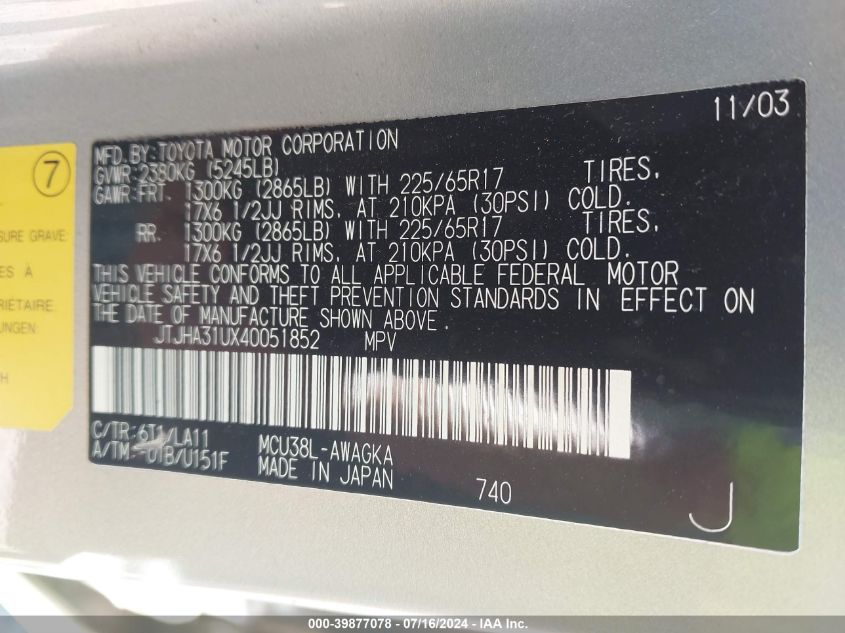 11/03
MFD. BY: TOYOTA MOTOR CORPORATION
GVWR: 2380KG (5245LB)
GAWR: FRT. 1300KG (2865LB) WITH 225/65R17 TIRES,
17X6 1/2JJ RIMS, AT 210KPA (30PSI) COLD.
RR. 1300KG (2865LB) WITH 225/65R17 TIRES,
17X6 1/2JJ RIMS, AT 210KPA (30PSI) COLD.
THIS VEHICLE CONFORMS TO ALL APPLICABLE FEDERAL MOTOR
VEHICLE SAFETY AND THEFT PREVENTION STANDARDS IN EFFECT ON
THE DATE OF MANUFACTURE SHOWN ABOVE.
JTJHA31UX40051852 MPV
C/TR: 6T1/LA11 MCU38L-AWAGKA
A/TM: -01B/U151F MADE IN JAPAN
740
J
7
SURE GRAVE:
ES À
RIÉTAIRE.
UNGEN:
H
000-39877078 - 07/16/2024 - IAA Inc.